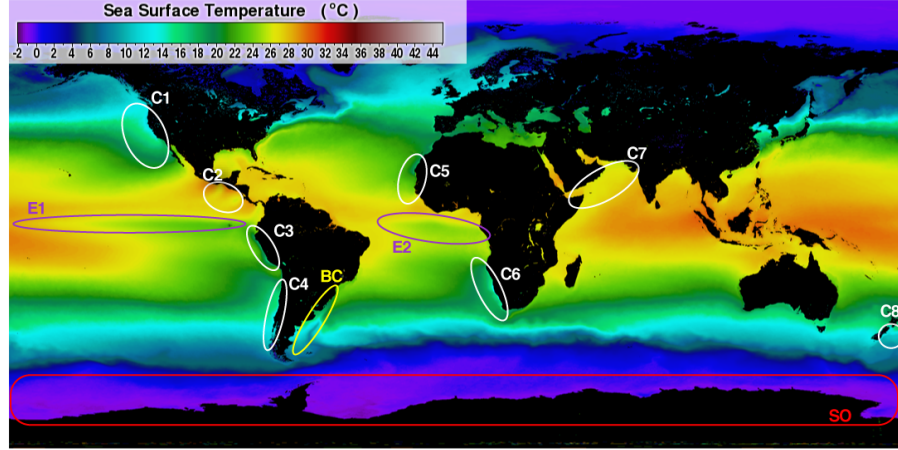 Sea Surface Temperature (°C)
-2 0 2 4 6 8 10 12 14 16 18 20 22 24 26 28 30 32 34 36 38 40 42 44
C1
C2
C5
C7
E1
C3
E2
C4
BC
C6
C8
SO